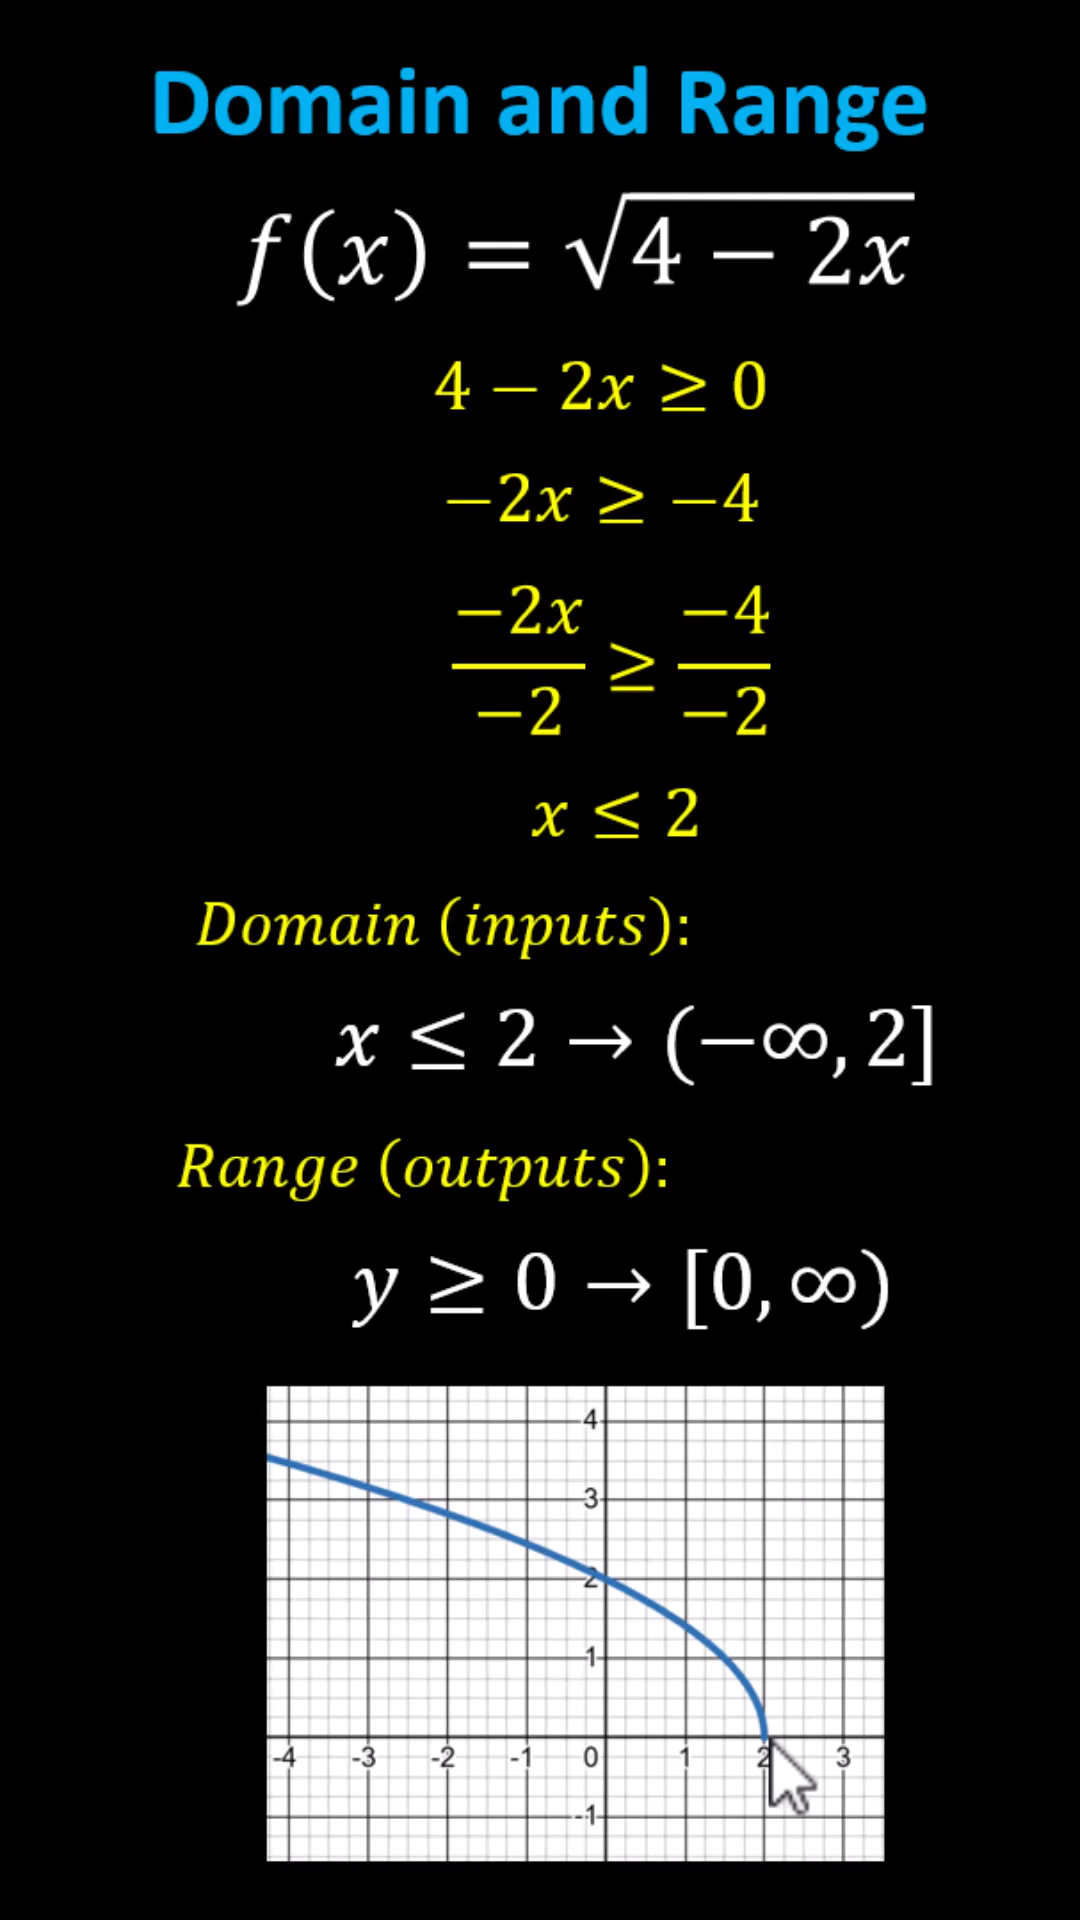 Domain and Range
f(x) = √(4 − 2x)
4 − 2x ≥ 0
−2x ≥ −4
−2x/−2 ≥ −4/−2
x ≤ 2
Domain (inputs):
x ≤ 2 → (−∞, 2]
Range (outputs):
y ≥ 0 → [0, ∞)
4
3
2
1
-4 -3 -2 -1 0 1 2 3
-1